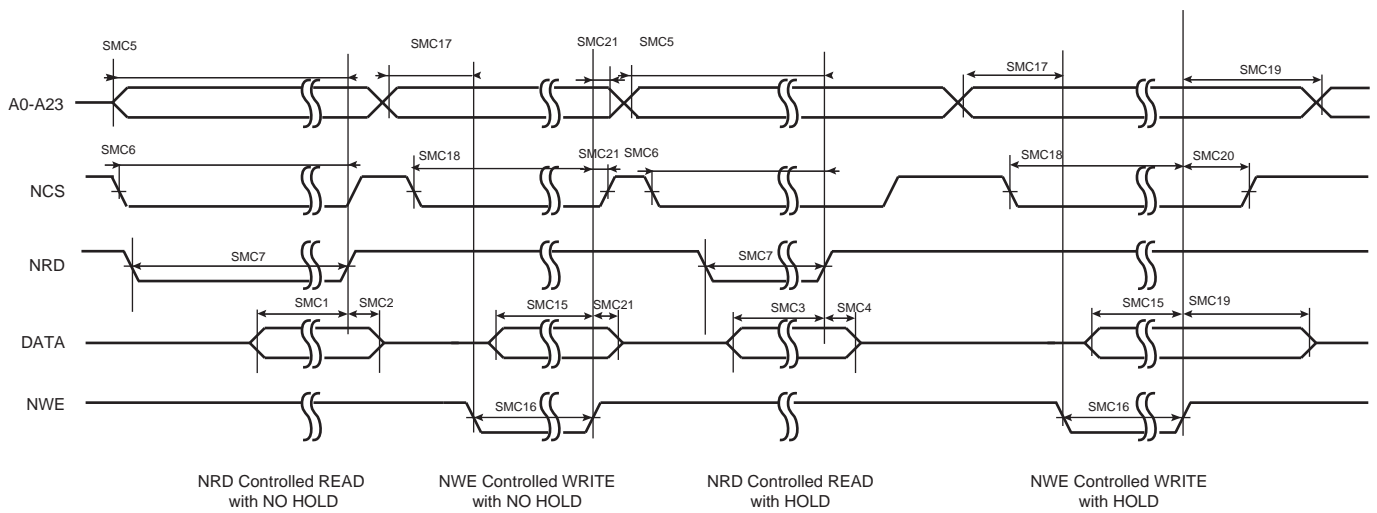 SMC5
SMC17
SMC21
SMC5
SMC17
SMC19
A0-A23
SMC6
SMC18
SMC21
SMC6
SMC18
SMC20
NCS
NRD
SMC7
SMC7
SMC1
SMC2
SMC15
SMC21
SMC3
SMC4
SMC15
SMC19
DATA
NWE
SMC16
SMC16
NRD Controlled READ
with NO HOLD
NWE Controlled WRITE
with NO HOLD
NRD Controlled READ
with HOLD
NWE Controlled WRITE
with HOLD